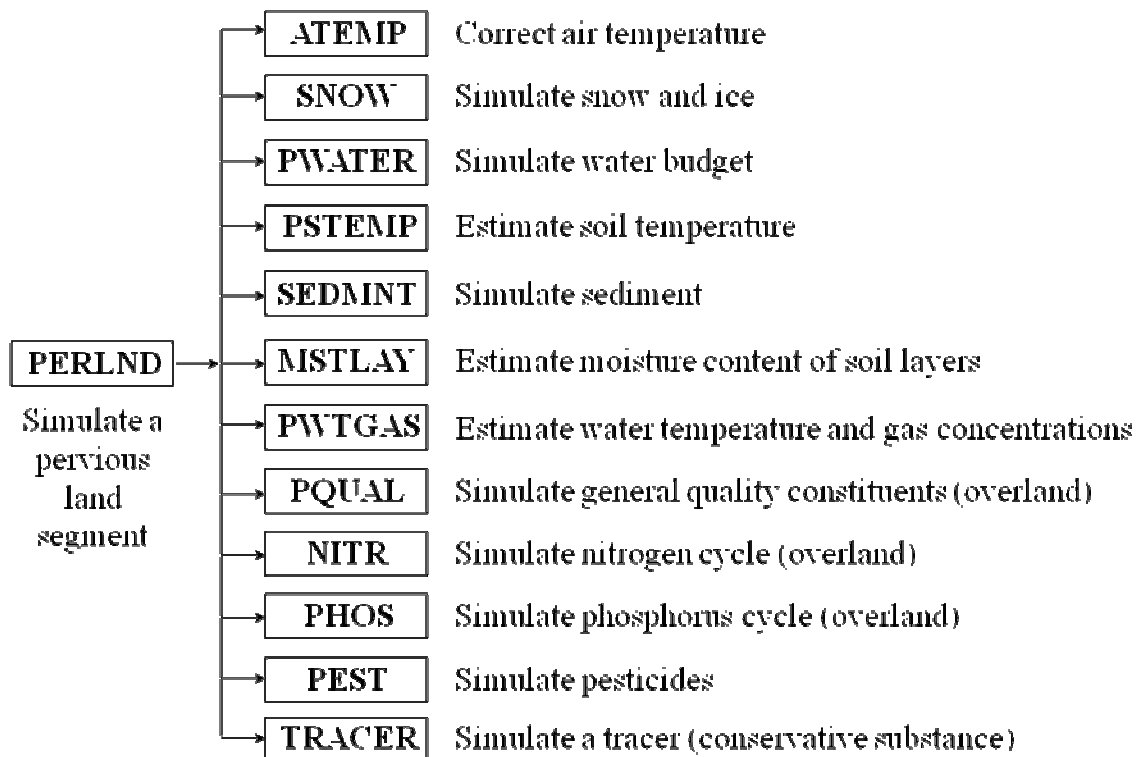 ATEMP Correct air temperature
SNOW Simulate snow and ice
PWATER Simulate water budget
PSTEMP Estimate soil temperature
SEDMNT Simulate sediment
PERLND
Simulate a
pervious
land
segment
MSTLAY Estimate moisture content of soil layers
PWTGAS Estimate water temperature and gas concentrations
PQUAL Simulate general quality constituents (overland)
NITR Simulate nitrogen cycle (overland)
PHOS Simulate phosphorus cycle (overland)
PEST Simulate pesticides
TRACER Simulate a tracer (conservative substance)